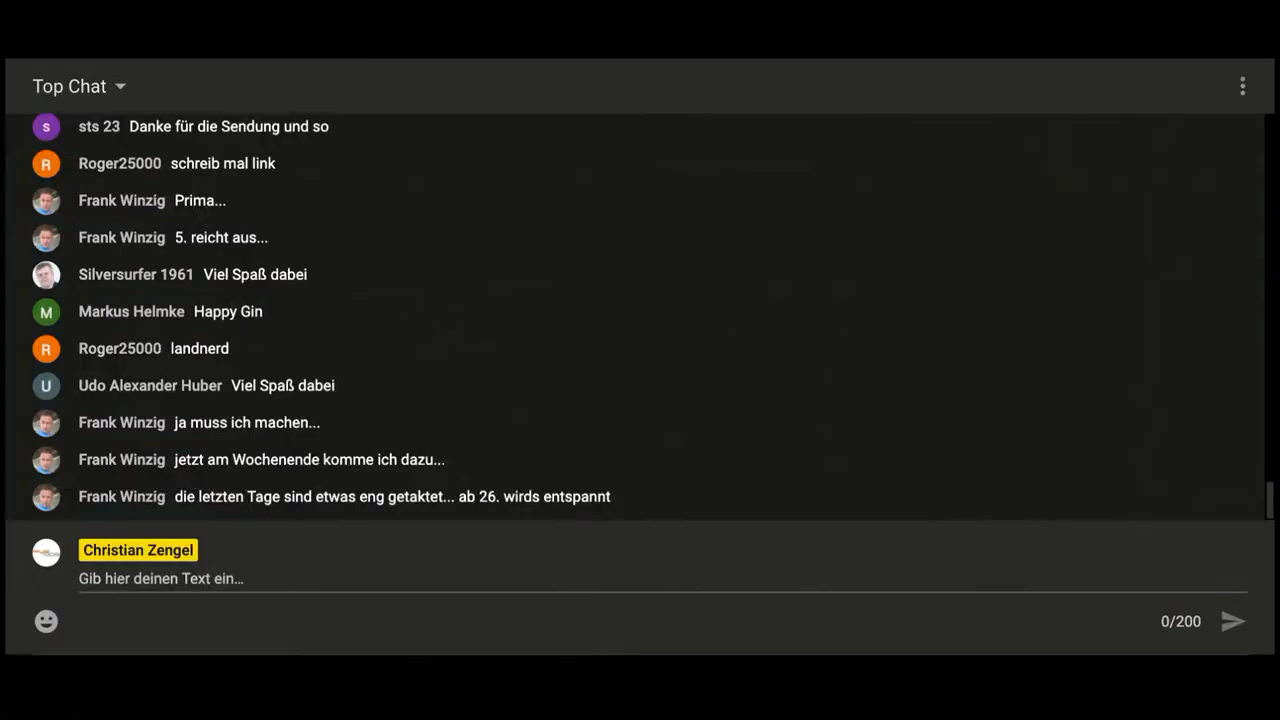 Top Chat
s sts 23 Danke für die Sendung und so
R Roger25000 schreib mal link
Frank Winzig Prima...
Frank Winzig 5. reicht aus...
Silversurfer 1961 Viel Spaß dabei
M Markus Helmke Happy Gin
R Roger25000 landnerd
U Udo Alexander Huber Viel Spaß dabei
Frank Winzig ja muss ich machen...
Frank Winzig jetzt am Wochenende komme ich dazu...
Frank Winzig die letzten Tage sind etwas eng getaktet... ab 26. wirds entspannt
Christian Zengel
Gib hier deinen Text ein...
0/200